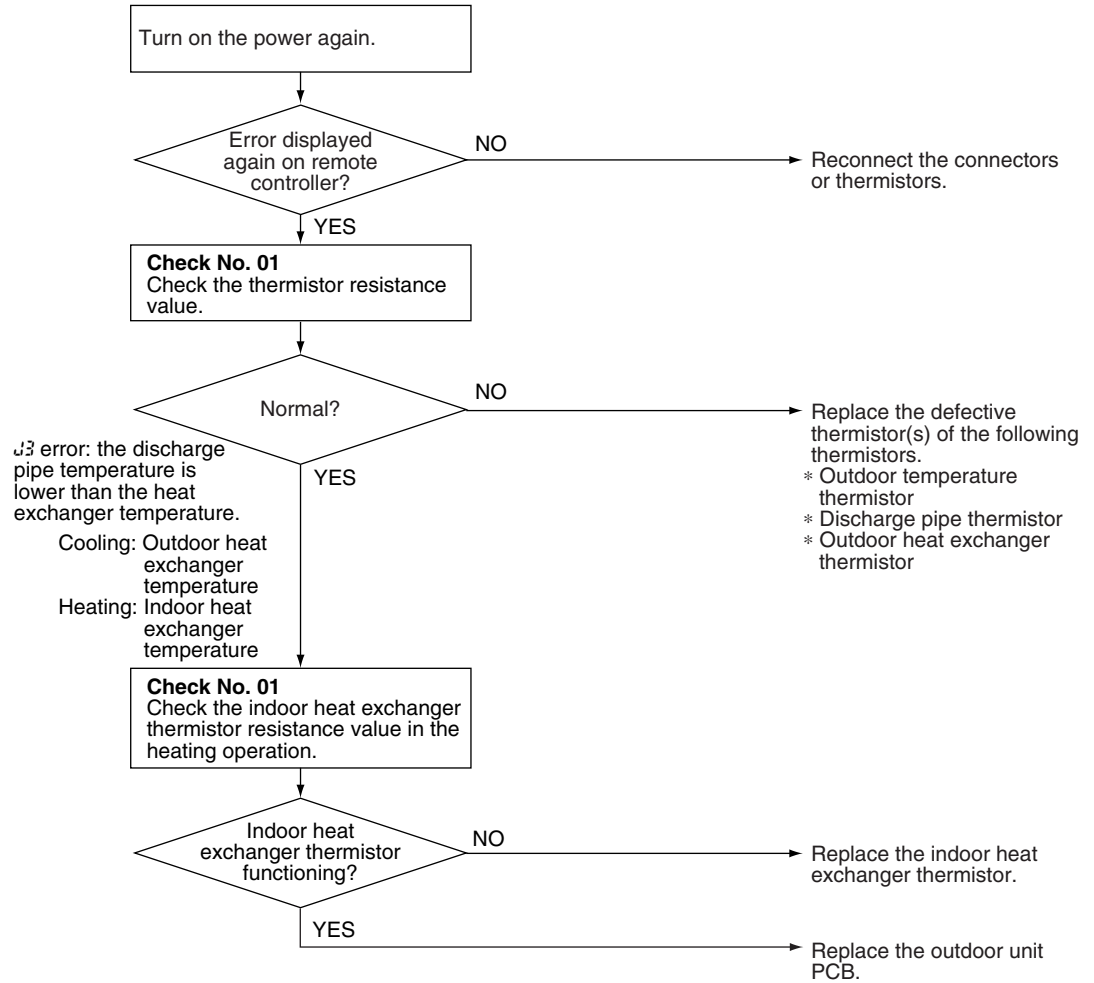 Turn on the power again.
Error displayed
again on remote
controller?
NO
Reconnect the connectors
or thermistors.
YES
Check No. 01
Check the thermistor resistance
value.
Normal?
NO
Replace the defective
thermistor(s) of the following
thermistors.
* Outdoor temperature
thermistor
* Discharge pipe thermistor
* Outdoor heat exchanger
thermistor
YES
J3 error: the discharge
pipe temperature is
lower than the heat
exchanger temperature.
Cooling: Outdoor heat
exchanger
temperature
Heating: Indoor heat
exchanger
temperature
Check No. 01
Check the indoor heat exchanger
thermistor resistance value in the
heating operation.
Indoor heat
exchanger thermistor
functioning?
NO
Replace the indoor heat
exchanger thermistor.
YES
Replace the outdoor unit
PCB.